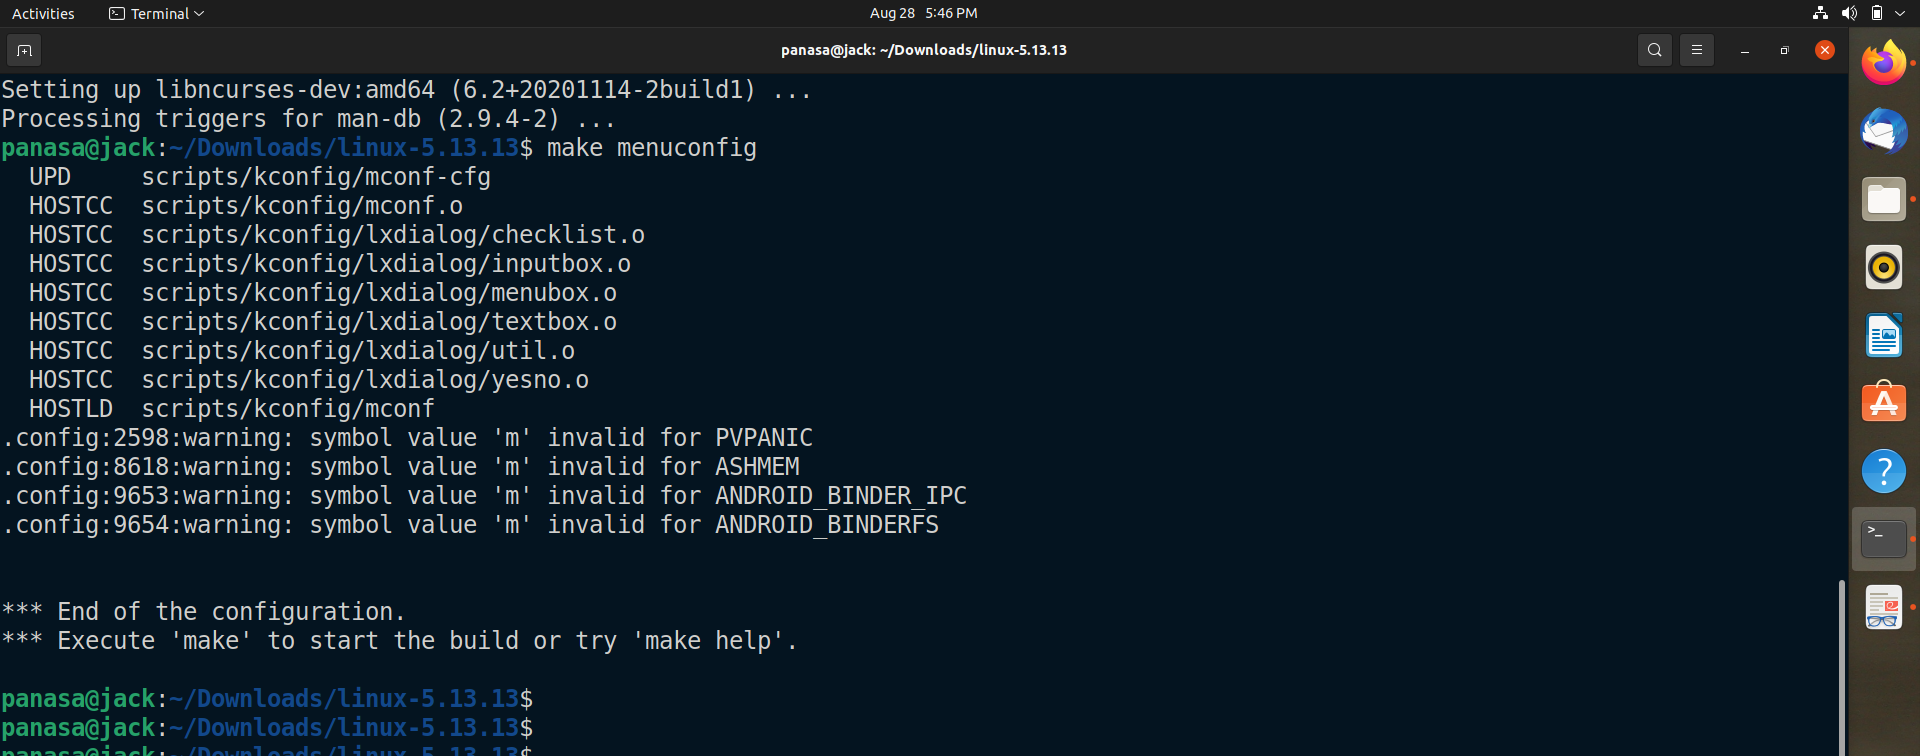 Activities Terminal Aug 28 5:46 PM
panasa@jack: ~/Downloads/linux-5.13.13
Setting up libncurses-dev:amd64 (6.2+20201114-2build1) ...
Processing triggers for man-db (2.9.4-2) ...
panasa@jack:~/Downloads/linux-5.13.13$ make menuconfig
  UPD     scripts/kconfig/mconf-cfg
  HOSTCC  scripts/kconfig/mconf.o
  HOSTCC  scripts/kconfig/lxdialog/checklist.o
  HOSTCC  scripts/kconfig/lxdialog/inputbox.o
  HOSTCC  scripts/kconfig/lxdialog/menubox.o
  HOSTCC  scripts/kconfig/lxdialog/textbox.o
  HOSTCC  scripts/kconfig/lxdialog/util.o
  HOSTCC  scripts/kconfig/lxdialog/yesno.o
  HOSTLD  scripts/kconfig/mconf
.config:2598:warning: symbol value 'm' invalid for PVPANIC
.config:8618:warning: symbol value 'm' invalid for ASHMEM
.config:9653:warning: symbol value 'm' invalid for ANDROID_BINDER_IPC
.config:9654:warning: symbol value 'm' invalid for ANDROID_BINDERFS
*** End of the configuration.
*** Execute 'make' to start the build or try 'make help'.
panasa@jack:~/Downloads/linux-5.13.13$
panasa@jack:~/Downloads/linux-5.13.13$
panasa@jack:~/Downloads/linux-5.13.13$